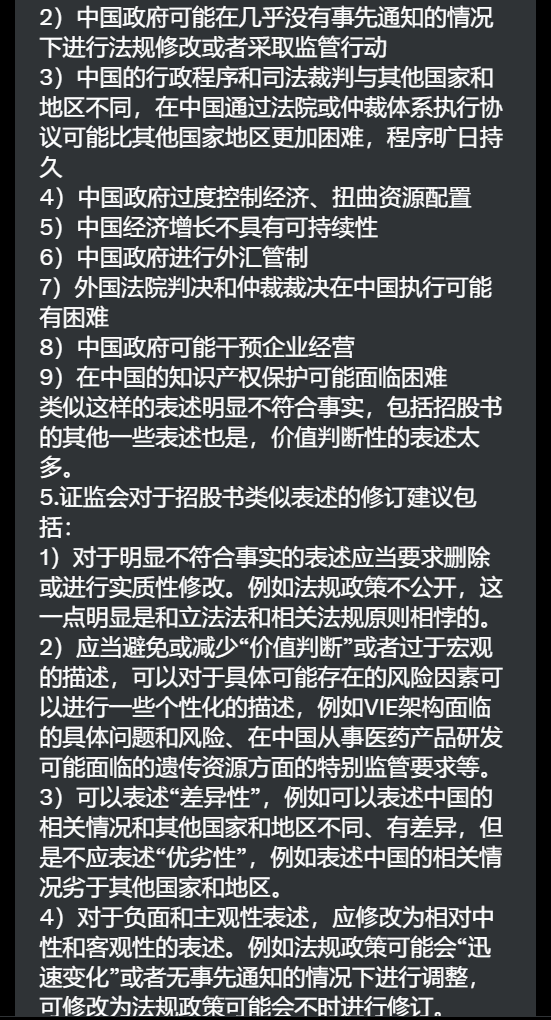 2）中国政府可能在几乎没有事先通知的情况
下进行法规修改或者采取监管行动
3）中国的行政程序和司法裁判与其他国家和
地区不同，在中国通过法院或仲裁体系执行协
议可能比其他国家地区更加困难，程序旷日持
久
4）中国政府过度控制经济、扭曲资源配置
5）中国经济增长不具有可持续性
6）中国政府进行外汇管制
7）外国法院判决和仲裁裁决在中国执行可能
有困难
8）中国政府可能干预企业经营
9）在中国的知识产权保护可能面临困难
类似这样的表述明显不符合事实，包括招股书
的其他一些表述也是，价值判断性的表述太
多。
5.证监会对于招股书类似表述的修订建议包
括：
1）对于明显不符合事实的表述应当要求删除
或进行实质性修改。例如法规政策不公开，这
一点明显是和立法法和相关法规原则相悖的。
2）应当避免或减少“价值判断”或者过于宏观
的描述，可以对于具体可能存在的风险因素可
以进行一些个性化的描述，例如VIE架构面临
的具体问题和风险、在中国从事医药产品研发
可能面临的遗传资源方面的特别监管要求等。
3）可以表述“差异性”，例如可以表述中国的
相关情况和其他国家和地区不同、有差异，但
是不应表述“优劣性”，例如表述中国的相关情
况劣于其他国家和地区。
4）对于负面和主观性表述，应修改为相对中
性和客观性的表述。例如法规政策可能会“迅
速变化”或者无事先通知的情况下进行调整，
可修改为法规政策可能会不时进行修订。